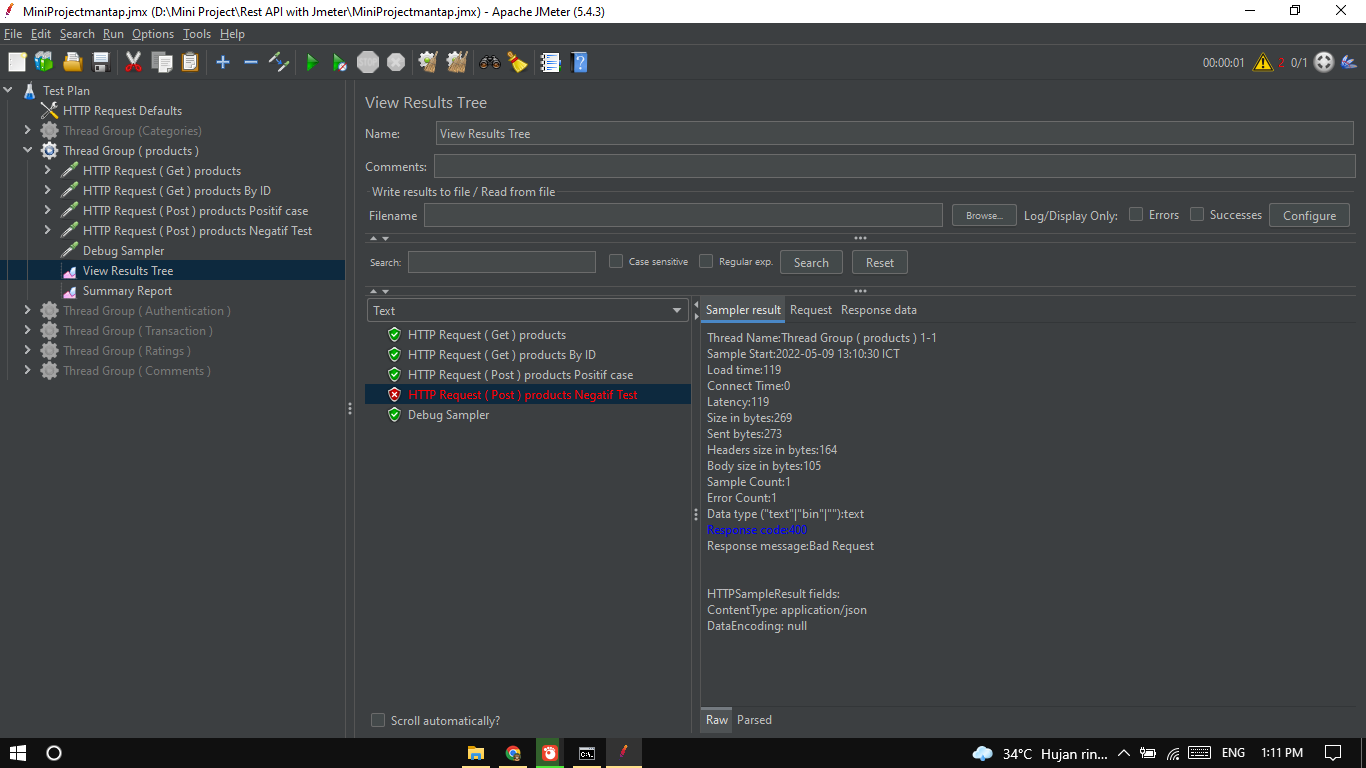 MiniProjectmantap.jmx (D:\Mini Project\Rest API with Jmeter\MiniProjectmantap.jmx) - Apache JMeter (5.4.3)
File Edit Search Run Options Tools Help
STOP
00:00:01 2 0/1
Test Plan
HTTP Request Defaults
Thread Group (Categories)
Thread Group ( products )
HTTP Request ( Get ) products
HTTP Request ( Get ) products By ID
HTTP Request ( Post ) products Positif case
HTTP Request ( Post ) products Negatif Test
Debug Sampler
View Results Tree
Summary Report
Thread Group ( Authentication )
Thread Group ( Transaction )
Thread Group ( Ratings )
Thread Group ( Comments )
View Results Tree
Name: View Results Tree
Comments:
Write results to file / Read from file
Filename Browse... Log/Display Only: Errors Successes Configure
Search: Case sensitive Regular exp. Search Reset
Text
HTTP Request ( Get ) products
HTTP Request ( Get ) products By ID
HTTP Request ( Post ) products Positif case
HTTP Request ( Post ) products Negatif Test
Debug Sampler
Scroll automatically?
Sampler result Request Response data
Thread Name:Thread Group ( products ) 1-1
Sample Start:2022-05-09 13:10:30 ICT
Load time:119
Connect Time:0
Latency:119
Size in bytes:269
Sent bytes:273
Headers size in bytes:164
Body size in bytes:105
Sample Count:1
Error Count:1
Data type ("text"|"bin"|""):text
Response code:400
Response message:Bad Request
HTTPSampleResult fields:
ContentType: application/json
DataEncoding: null
Raw Parsed
34°C Hujan rin... ENG 1:11 PM